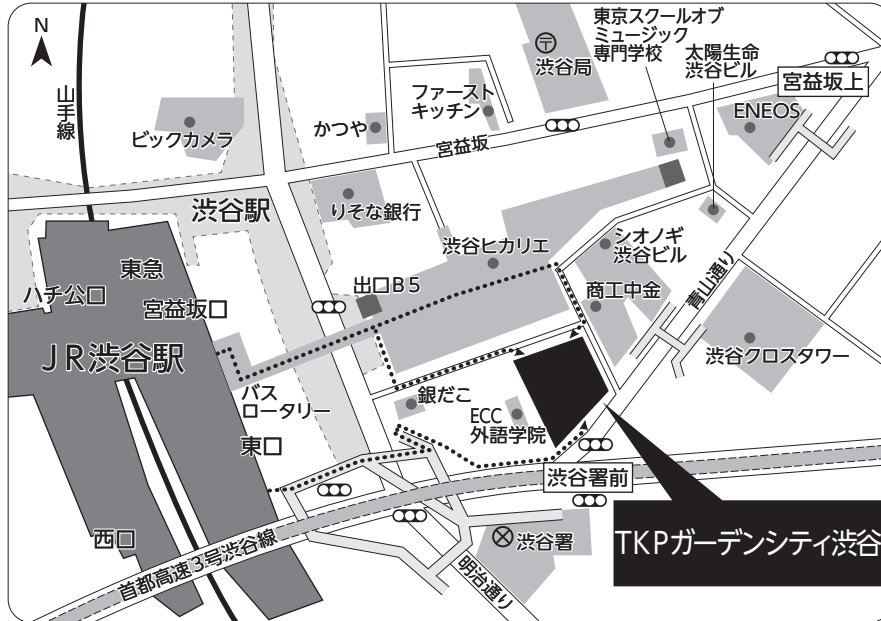 N
山手線
ビックカメラ
かつや
ファースト
キッチン
渋谷局
東京スクールオブ
ミュージック
専門学校
太陽生命
渋谷ビル
宮益坂上
ENEOS
宮益坂
渋谷駅
りそな銀行
渋谷ヒカリエ
シオノギ
渋谷ビル
青山通り
東急
ハチ公口
宮益坂口
出口B5
商工中金
JR渋谷駅
渋谷クロスタワー
バス
ロータリー
銀だこ
ECC
外語学院
東口
渋谷署前
西口
首都高速3号渋谷線
渋谷署
TKPガーデンシティ渋谷
明治通り